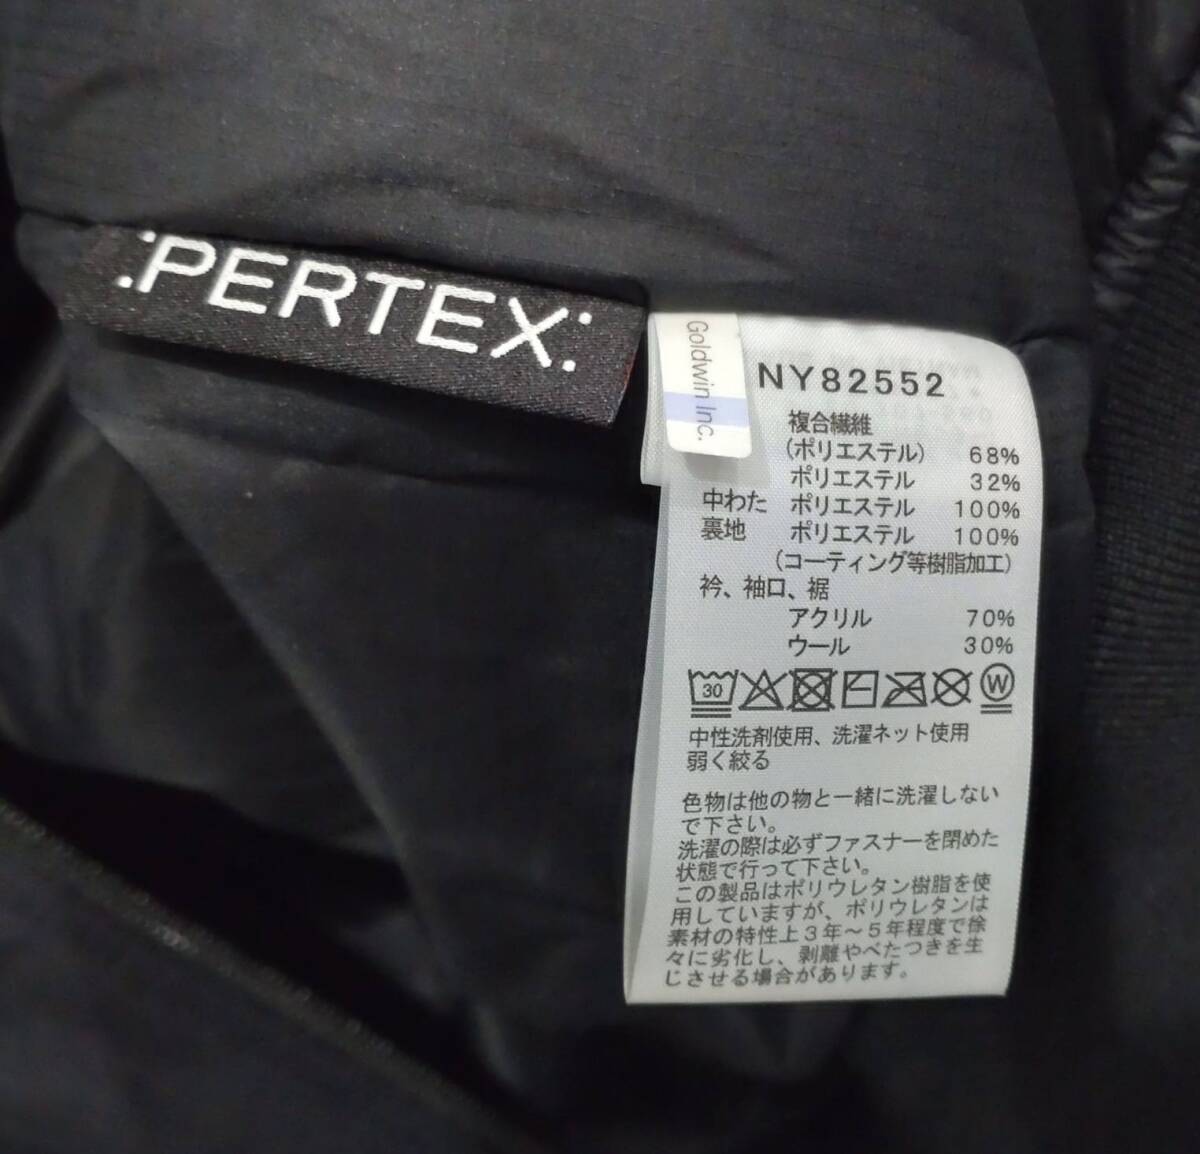 :PERTEX:
Goldwin Inc.
NY82552
複合繊維
(ポリエステル) 68%
ポリエステル 32%
中わた ポリエステル 100%
裏地 ポリエステル 100%
(コーティング等樹脂加工)
衿、袖口、裾
アクリル 70%
ウール 30%
30 W
中性洗剤使用、洗濯ネット使用
弱く絞る
色物は他の物と一緒に洗濯しない
で下さい。
洗濯の際は必ずファスナーを閉めた
状態で行って下さい。
この製品はポリウレタン樹脂を使
用していますが、ポリウレタンは
素材の特性上3年～5年程度で徐
々に劣化し、剥離やべたつきを生
じさせる場合があります。